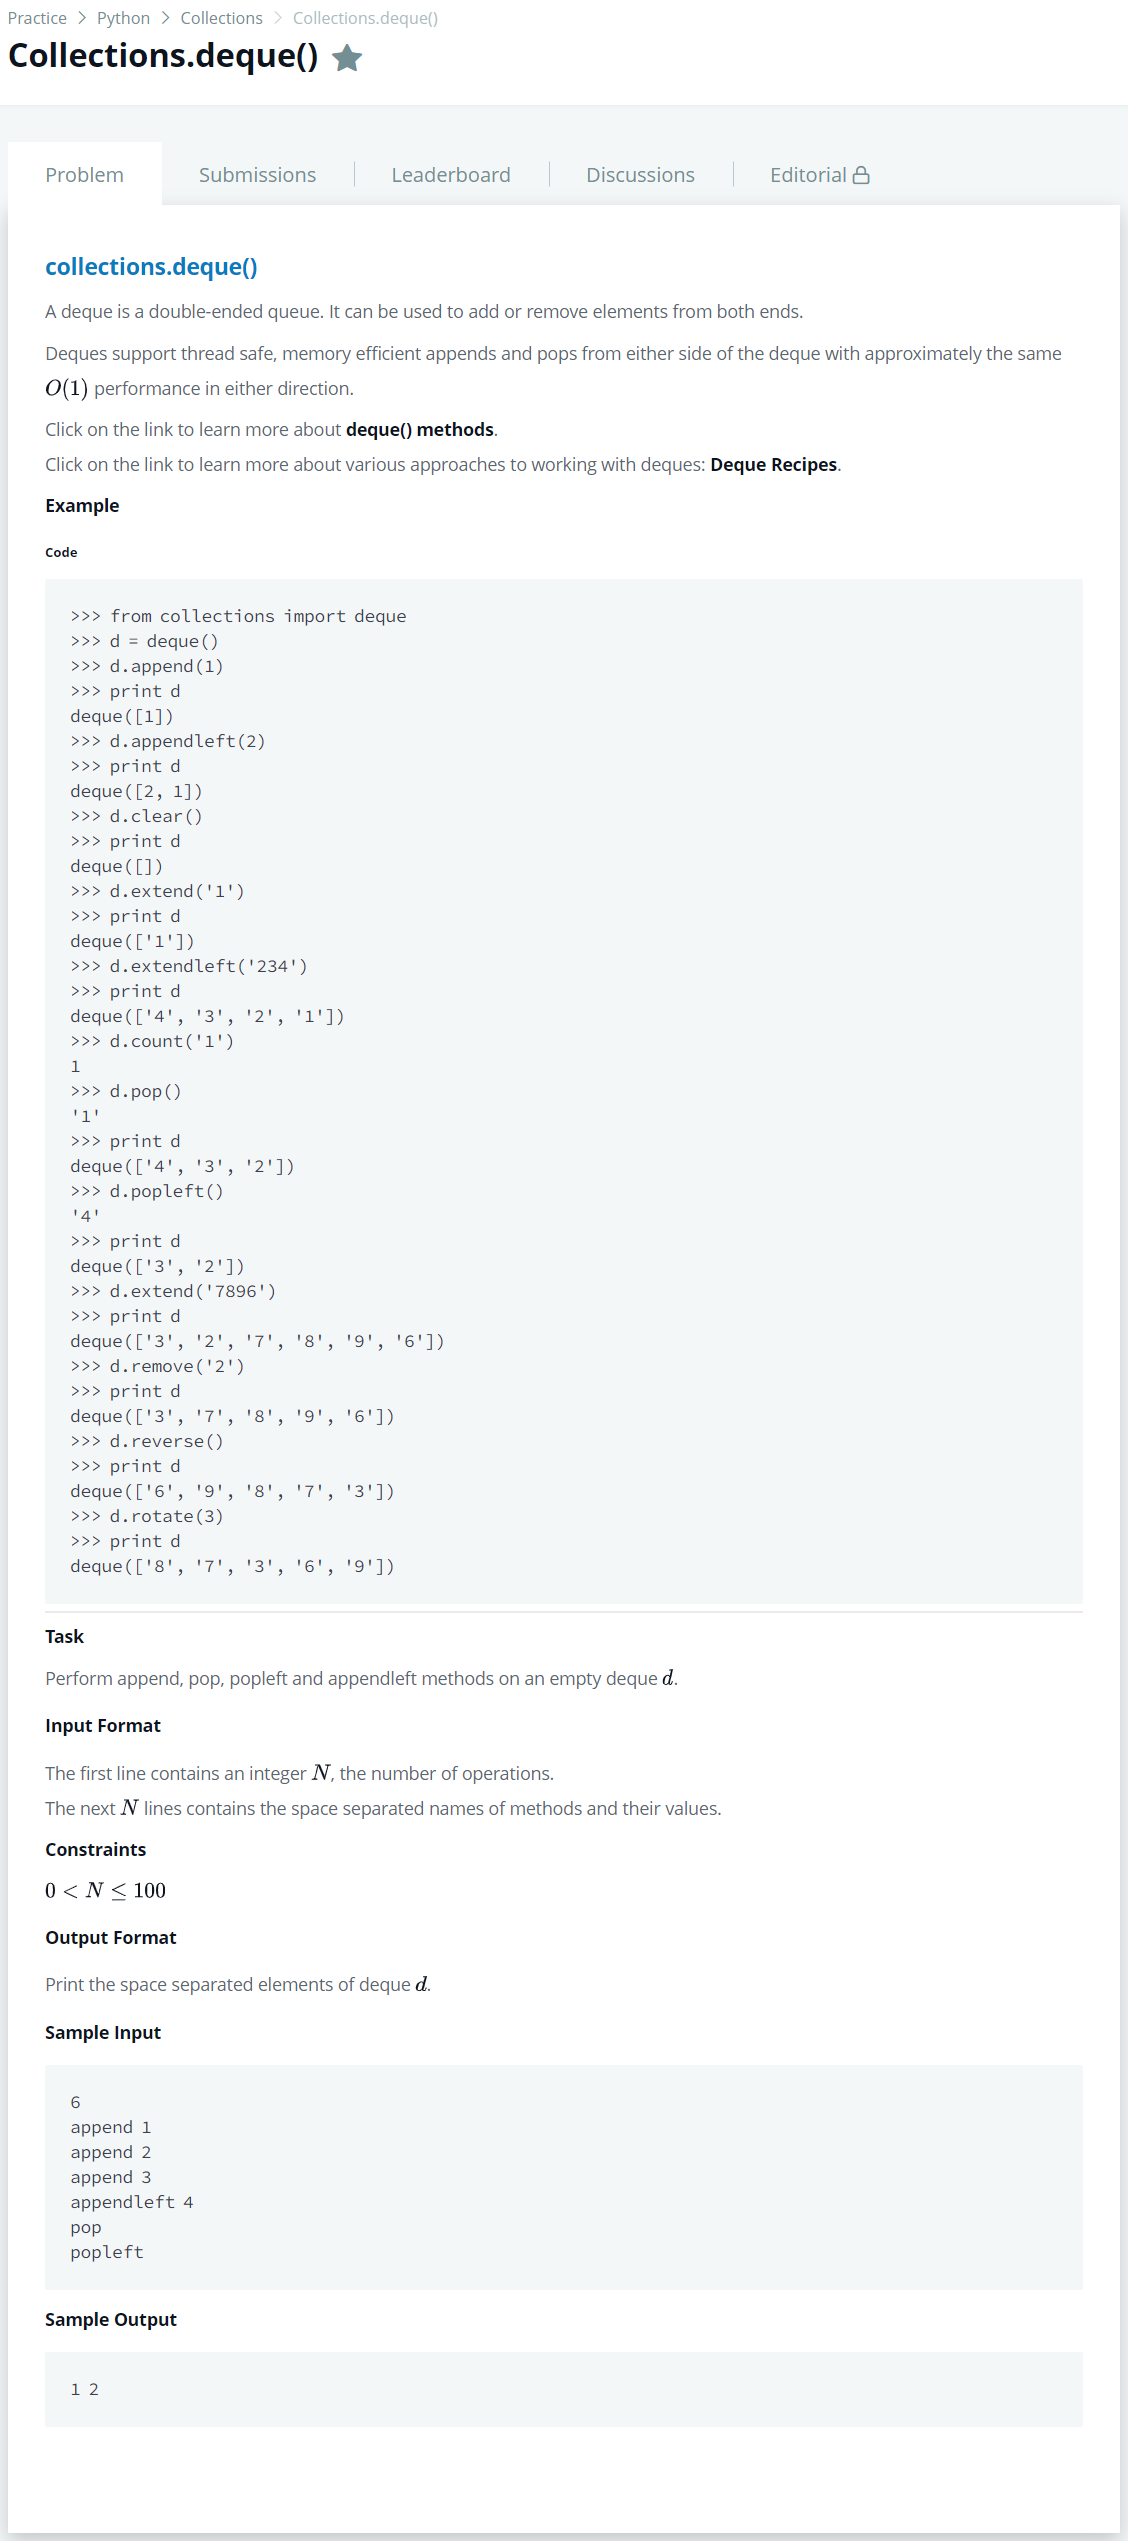 Practice > Python > Collections > Collections.deque()
Collections.deque()
Problem
Submissions
Leaderboard
Discussions
Editorial
collections.deque()
A deque is a double-ended queue. It can be used to add or remove elements from both ends.
Deques support thread safe, memory efficient appends and pops from either side of the deque with approximately the same
O(1) performance in either direction.
Click on the link to learn more about deque() methods.
Click on the link to learn more about various approaches to working with deques: Deque Recipes.
Example
Code
>>> from collections import deque
>>> d = deque()
>>> d.append(1)
>>> print d
deque([1])
>>> d.appendleft(2)
>>> print d
deque([2, 1])
>>> d.clear()
>>> print d
deque([])
>>> d.extend('1')
>>> print d
deque(['1'])
>>> d.extendleft('234')
>>> print d
deque(['4', '3', '2', '1'])
>>> d.count('1')
1
>>> d.pop()
'1'
>>> print d
deque(['4', '3', '2'])
>>> d.popleft()
'4'
>>> print d
deque(['3', '2'])
>>> d.extend('7896')
>>> print d
deque(['3', '2', '7', '8', '9', '6'])
>>> d.remove('2')
>>> print d
deque(['3', '7', '8', '9', '6'])
>>> d.reverse()
>>> print d
deque(['6', '9', '8', '7', '3'])
>>> d.rotate(3)
>>> print d
deque(['8', '7', '3', '6', '9'])
Task
Perform append, pop, popleft and appendleft methods on an empty deque d.
Input Format
The first line contains an integer N, the number of operations.
The next N lines contains the space separated names of methods and their values.
Constraints
0 < N ≤ 100
Output Format
Print the space separated elements of deque d.
Sample Input
6
append 1
append 2
append 3
appendleft 4
pop
popleft
Sample Output
1 2